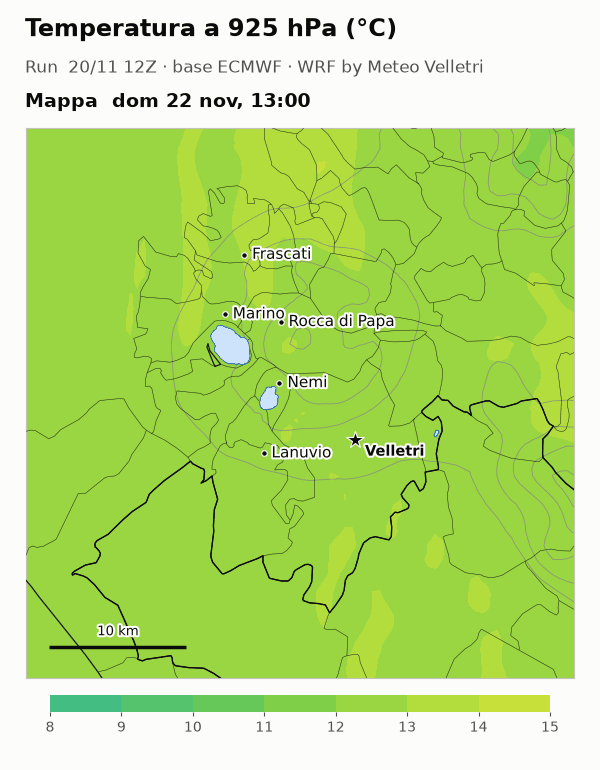 Temperatura a 925 hPa (°C)
Run  20/11 12Z · base ECMWF · WRF by Meteo Velletri
Mappa  dom 22 nov, 13:00
Frascati
Marino
Rocca di Papa
Nemi
Velletri
Lanuvio
10 km
8 9 10 11 12 13 14 15